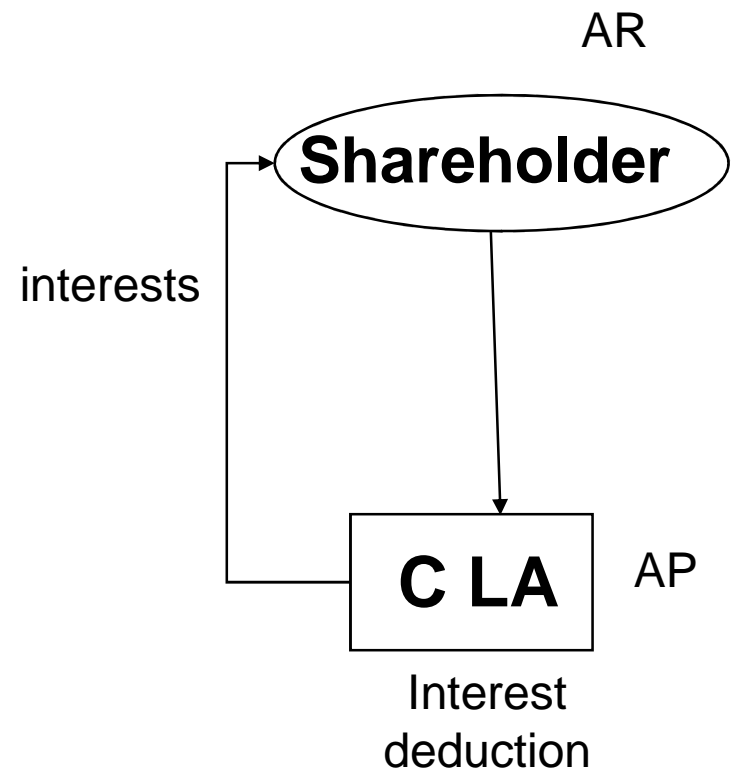 AR
Shareholder
interests
C LA
AP
Interest
deduction